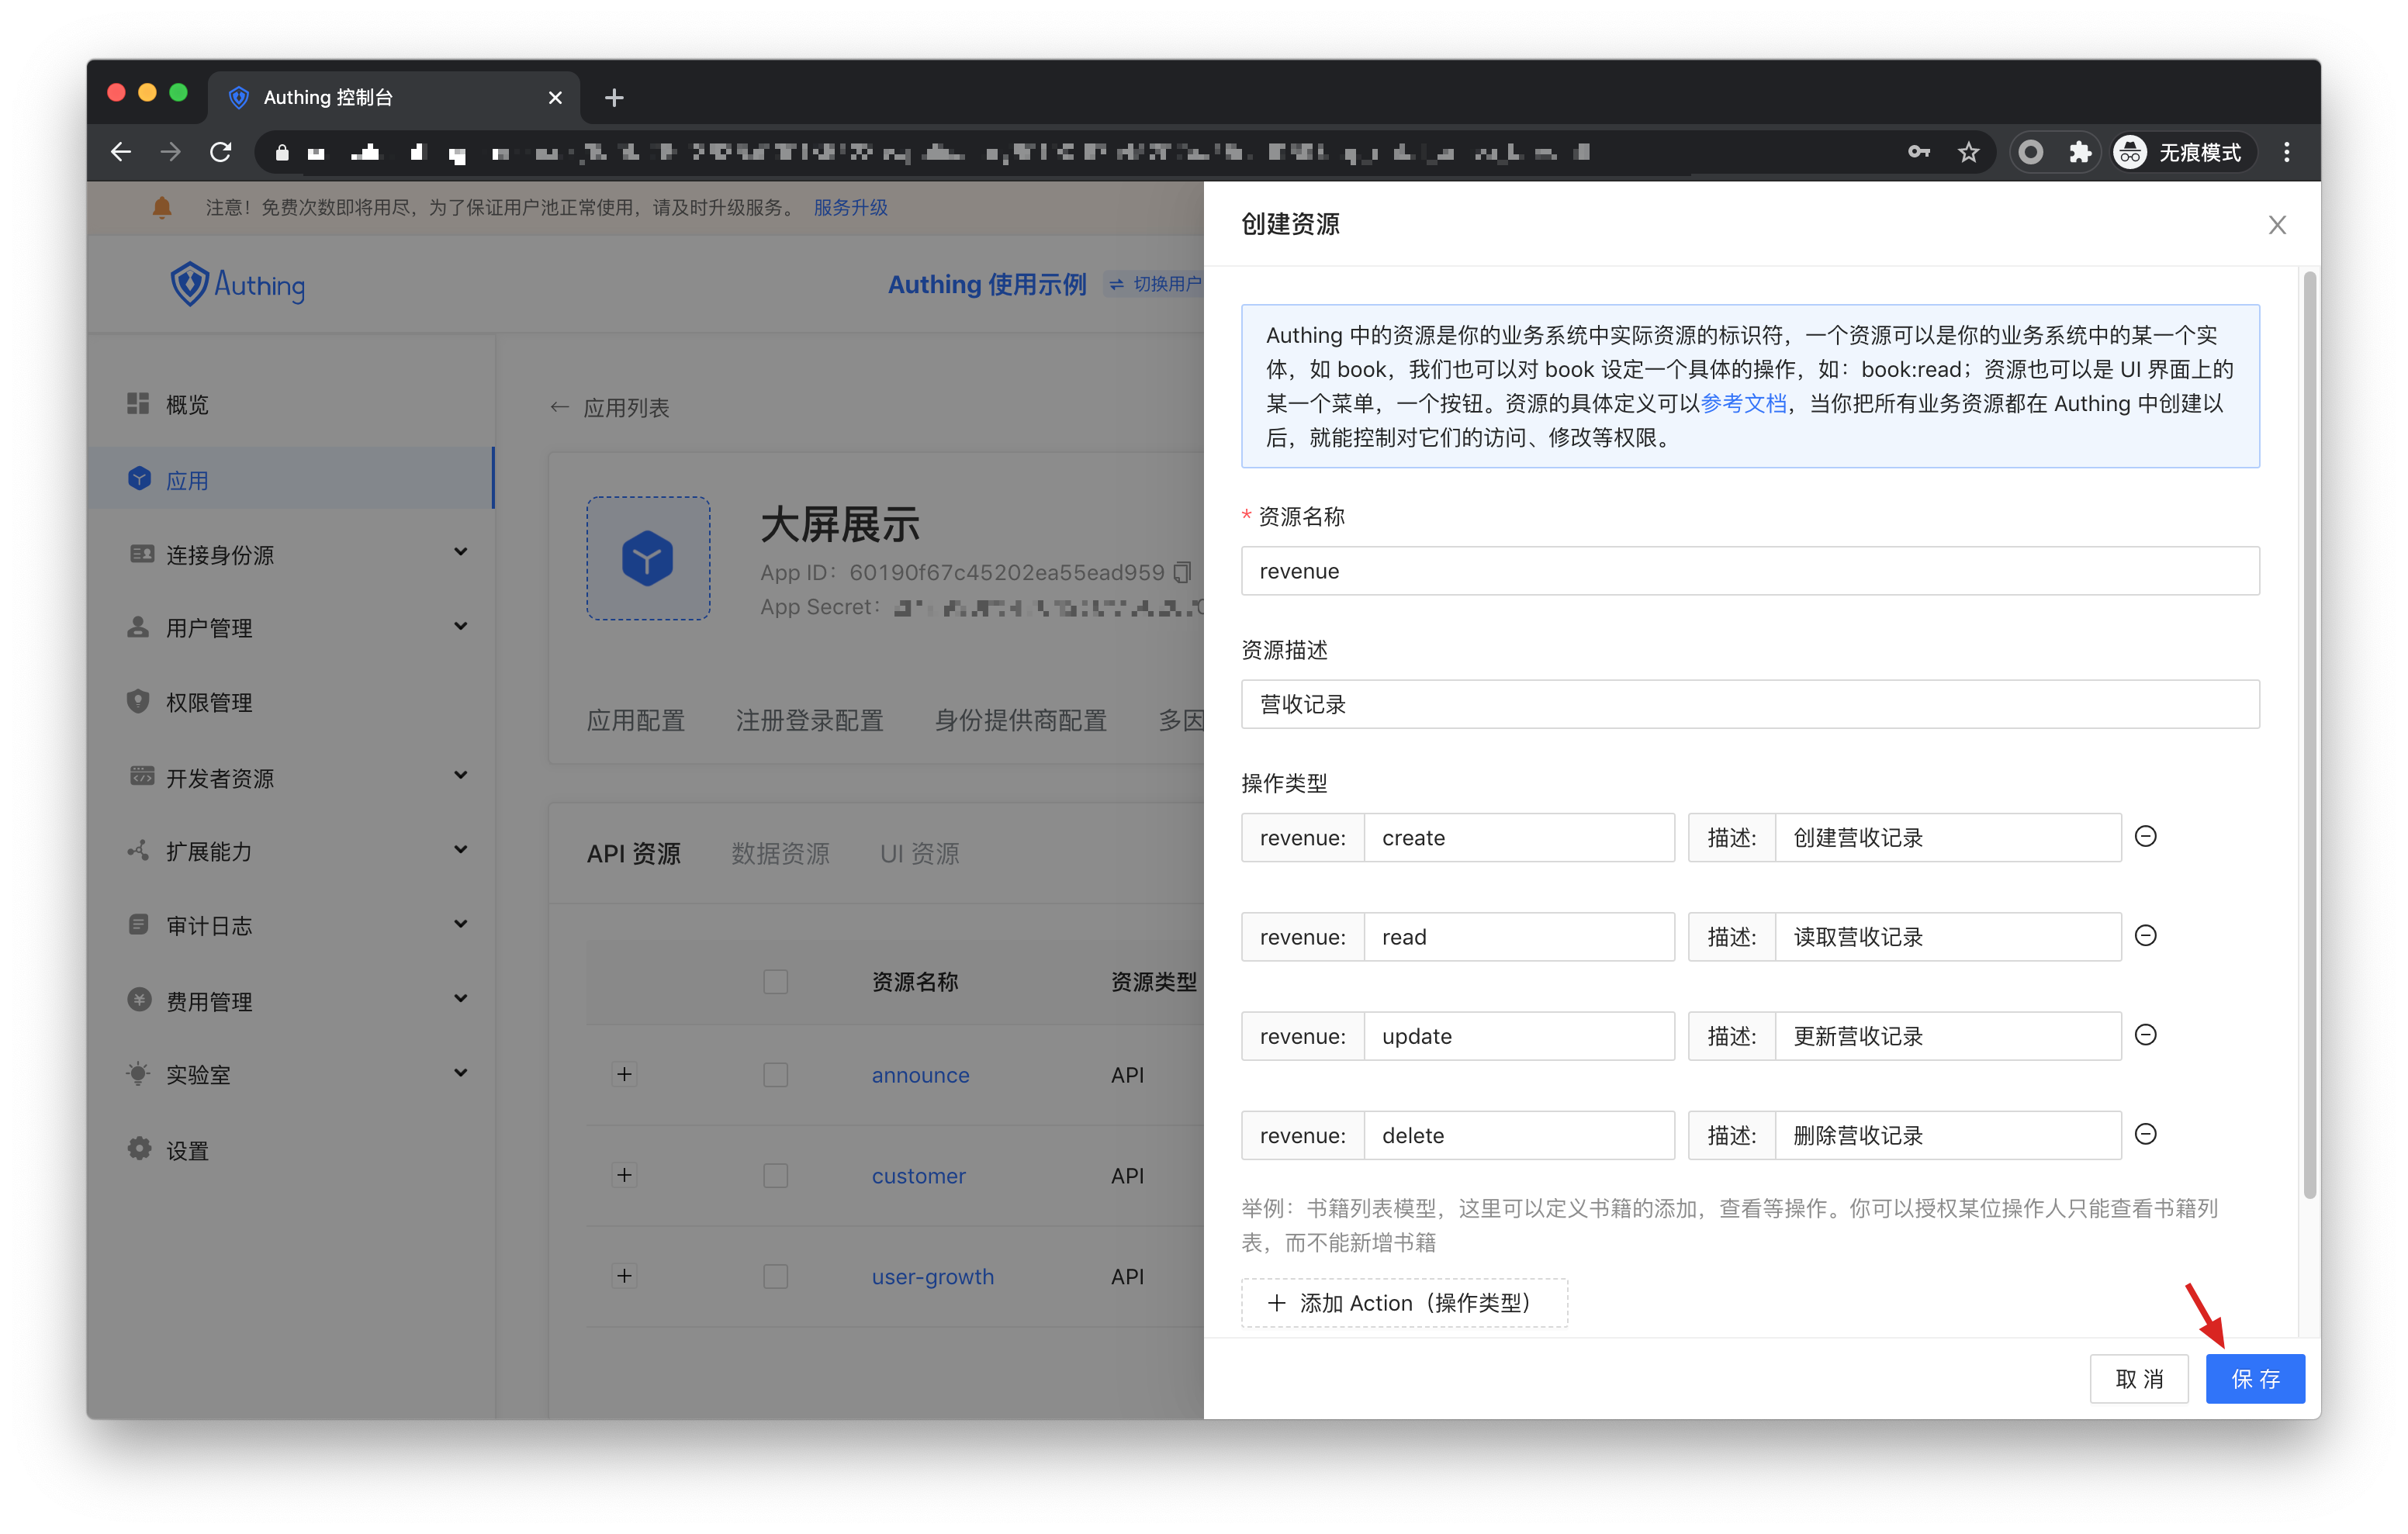 Authing 控制台
无痕模式
注意！免费次数即将用尽，为了保证用户池正常使用，请及时升级服务。 服务升级
Authing
Authing 使用示例
切换用户
概览
应用
连接身份源
用户管理
权限管理
开发者资源
扩展能力
审计日志
费用管理
实验室
设置
← 应用列表
大屏展示
App ID：60190f67c45202ea55ead959
App Secret：
应用配置 注册登录配置 身份提供商配置 多因
API 资源 数据资源 UI 资源
资源名称 资源类型
announce API
customer API
user-growth API
创建资源
Authing 中的资源是你的业务系统中实际资源的标识符，一个资源可以是你的业务系统中的某一个实
体，如 book，我们也可以对 book 设定一个具体的操作，如：book:read；资源也可以是 UI 界面上的
某一个菜单，一个按钮。资源的具体定义可以参考文档，当你把所有业务资源都在 Authing 中创建以
后，就能控制对它们的访问、修改等权限。
* 资源名称
revenue
资源描述
营收记录
操作类型
revenue: create 描述: 创建营收记录
revenue: read 描述: 读取营收记录
revenue: update 描述: 更新营收记录
revenue: delete 描述: 删除营收记录
举例：书籍列表模型，这里可以定义书籍的添加，查看等操作。你可以授权某位操作人只能查看书籍列
表，而不能新增书籍
+ 添加 Action（操作类型）
取 消 保 存